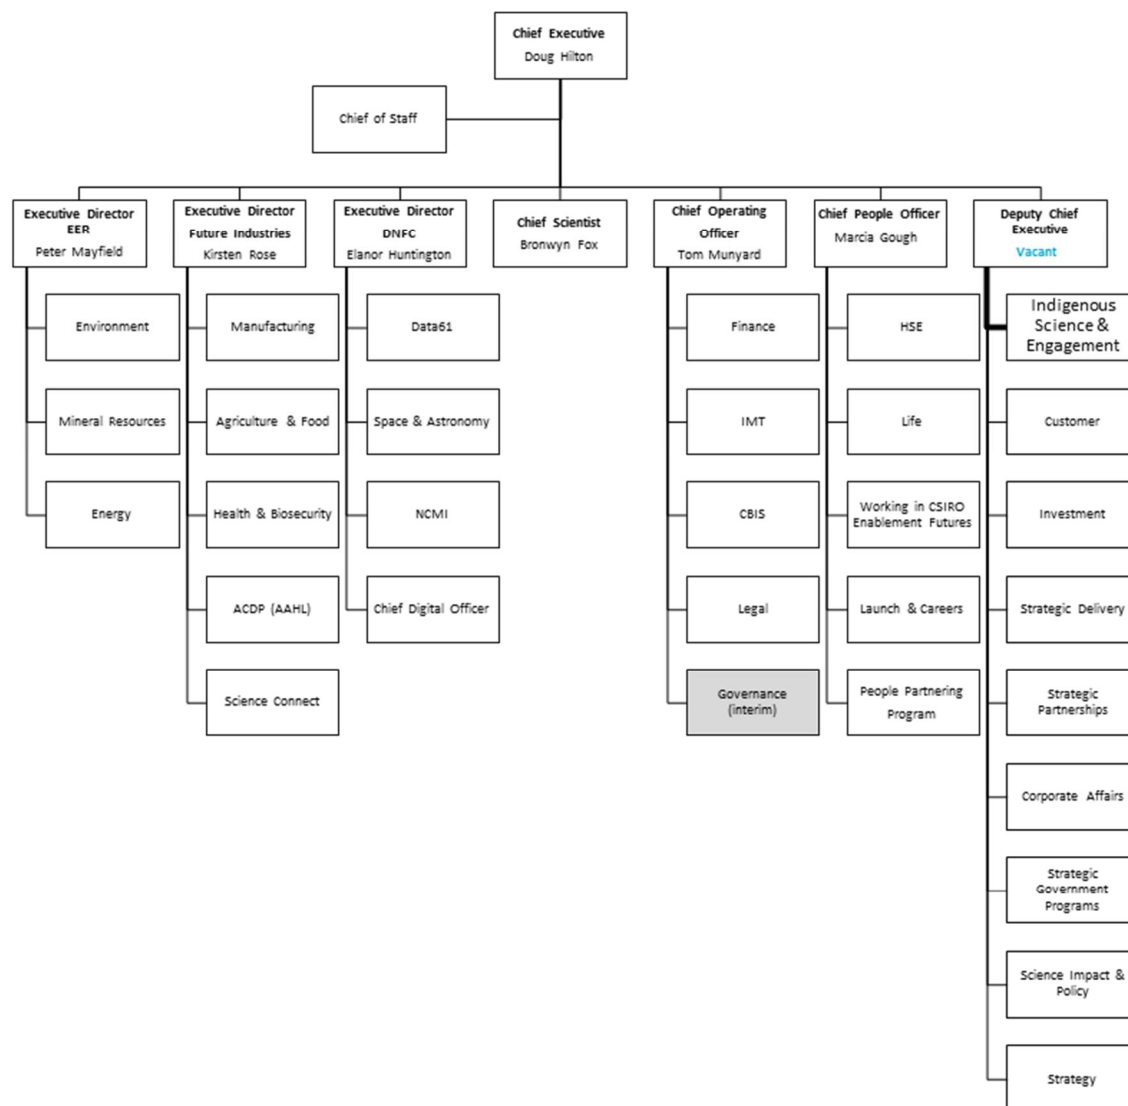 Chief Executive
Doug Hilton
Chief of Staff
Executive Director
EER
Peter Mayfield
Executive Director
Future Industries
Kirsten Rose
Executive Director
DNFC
Elanor Huntington
Chief Scientist
Bronwyn Fox
Chief Operating
Officer
Tom Munyard
Chief People Officer
Marcia Gough
Deputy Chief
Executive
Vacant
Environment
Mineral Resources
Energy
Manufacturing
Agriculture & Food
Health & Biosecurity
ACDP (AAHL)
Science Connect
Data61
Space & Astronomy
NCMI
Chief Digital Officer
Finance
IMT
CBIS
Legal
Governance
(interim)
HSE
Life
Working in CSIRO
Enablement Futures
Launch & Careers
People Partnering
Program
Indigenous
Science &
Engagement
Customer
Investment
Strategic Delivery
Strategic
Partnerships
Corporate Affairs
Strategic
Government
Programs
Science Impact &
Policy
Strategy